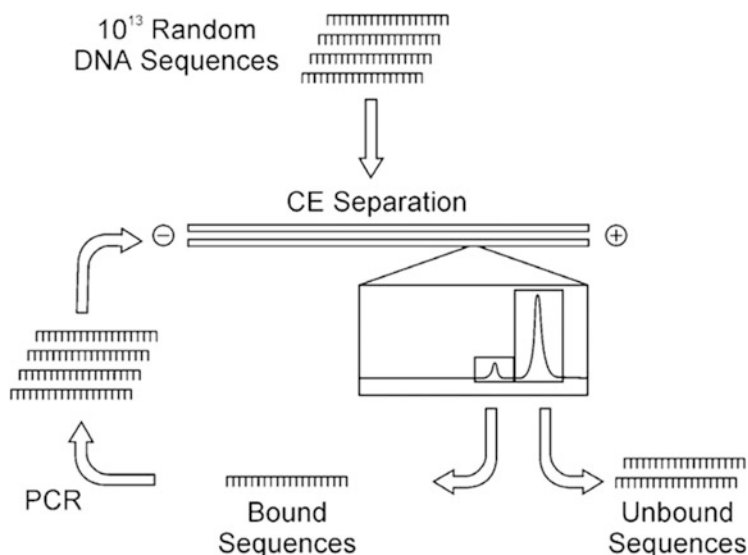 10¹³ Random
DNA Sequences
CE Separation
− +
PCR
Bound
Sequences
Unbound
Sequences